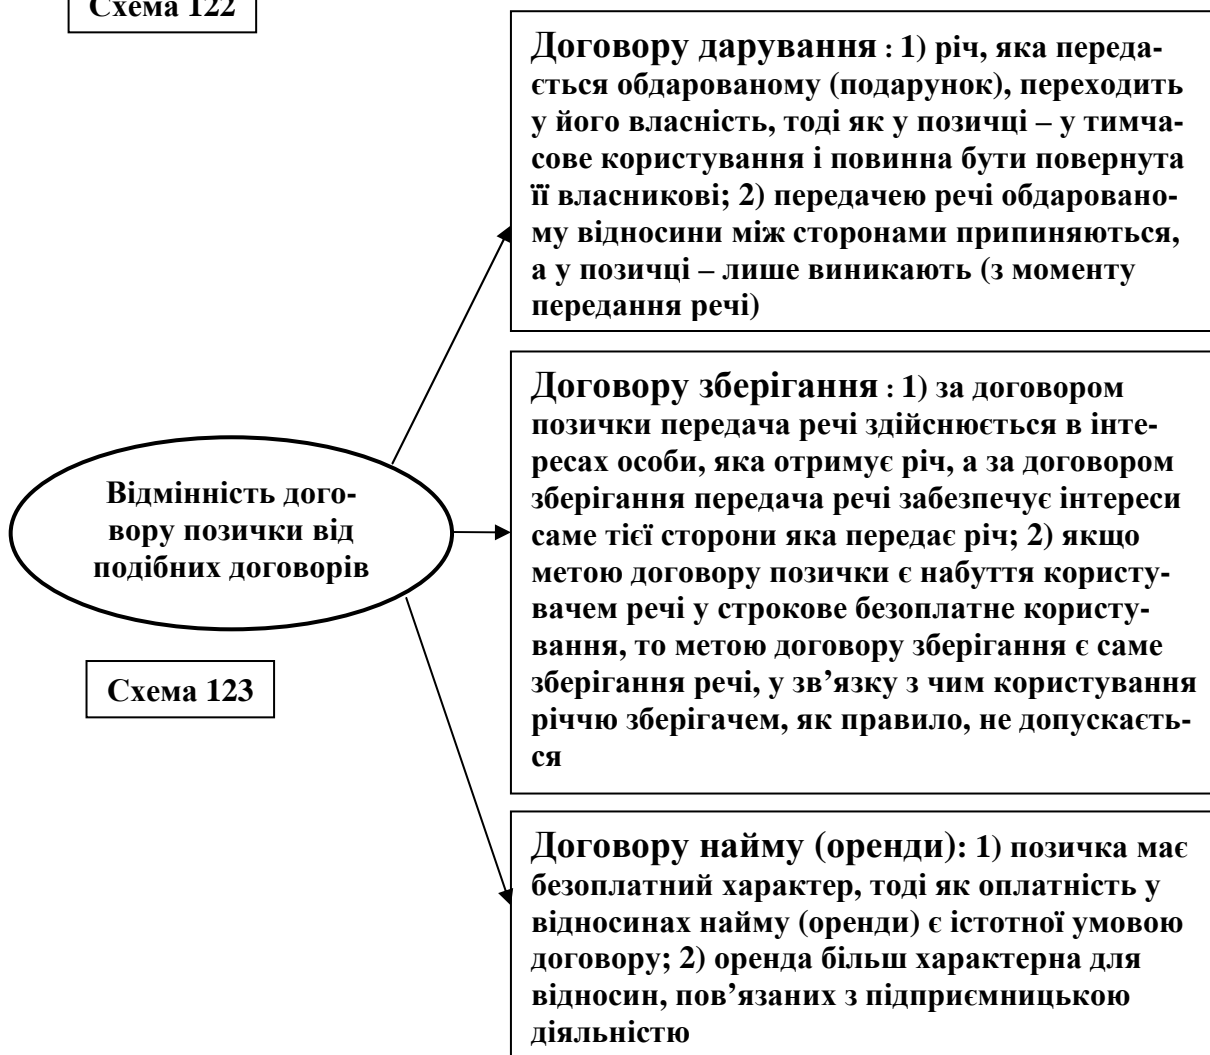 Схема 122
Договору дарування : 1) річ, яка переда-
ється обдарованому (подарунок), переходить
у його власність, тоді як у позичці – у тимча-
сове користування і повинна бути повернута
її власникові; 2) передачею речі обдаровано-
му відносини між сторонами припиняються,
а у позичці – лише виникають (з моменту
передання речі)
Договору зберігання : 1) за договором
позички передача речі здійснюється в інте-
ресах особи, яка отримує річ, а за договором
зберігання передача речі забезпечує інтереси
саме тієї сторони яка передає річ; 2) якщо
метою договору позички є набуття користу-
вачем речі у строкове безоплатне користу-
вання, то метою договору зберігання є саме
зберігання речі, у зв’язку з чим користування
річчю зберігачем, як правило, не допускаєть-
ся
Відмінність дого-
вору позички від
подібних договорів
Схема 123
Договору найму (оренди): 1) позичка має
безоплатний характер, тоді як оплатність у
відносинах найму (оренди) є істотної умовою
договору; 2) оренда більш характерна для
відносин, пов’язаних з підприємницькою
діяльністю